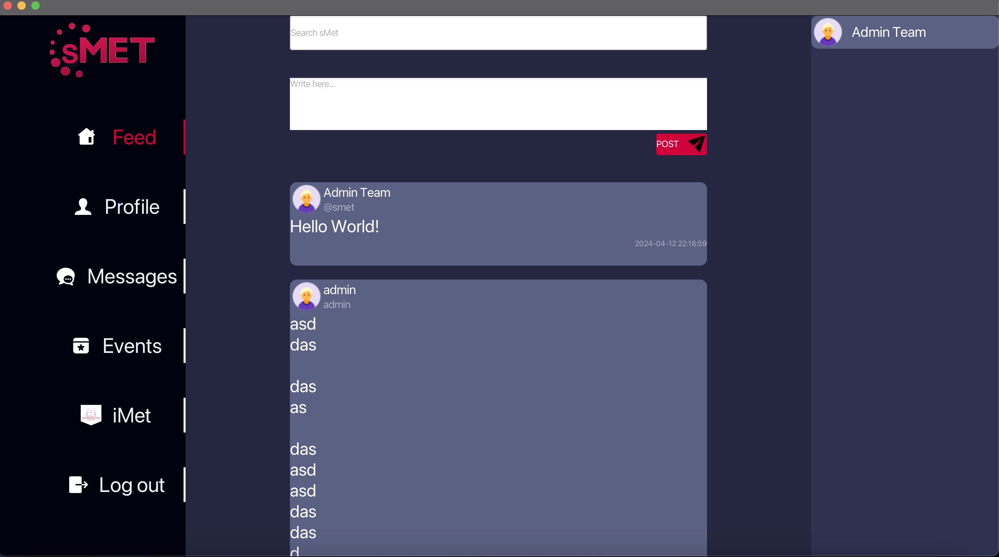 sMET
Feed
Profile
Messages
Events
METROPOLITAN
iMet
Log out
Search sMet
Write here...
POST
Admin Team
@smet
Hello World!
2024-04-12 22:18:59
admin
admin
asd
das
das
as
das
asd
asd
das
das
d
Admin Team